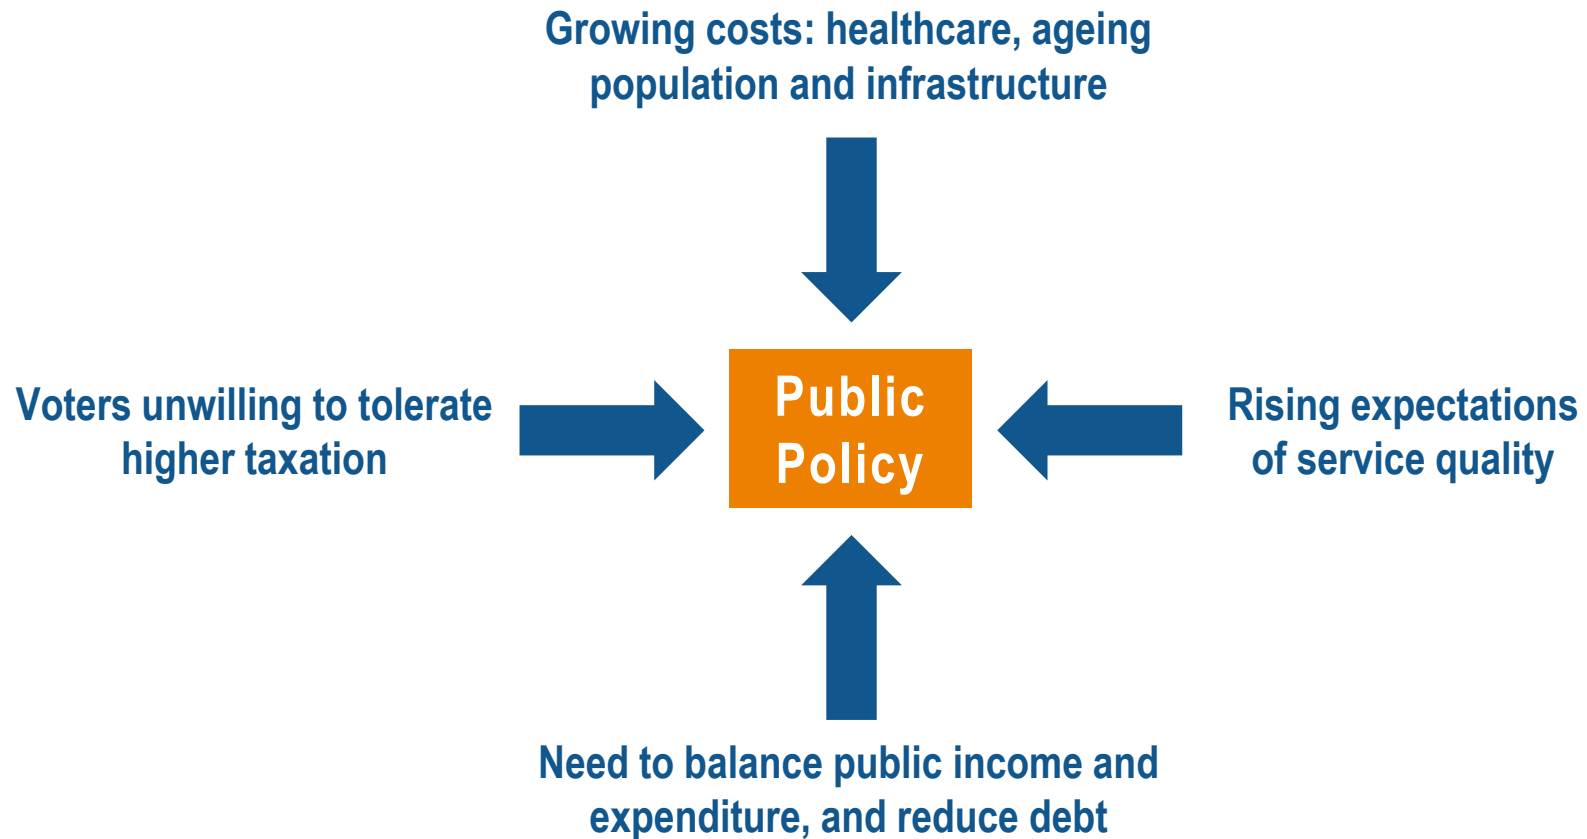 Growing costs: healthcare, ageing
population and infrastructure
Voters unwilling to tolerate
higher taxation
Public
Policy
Rising expectations
of service quality
Need to balance public income and
expenditure, and reduce debt